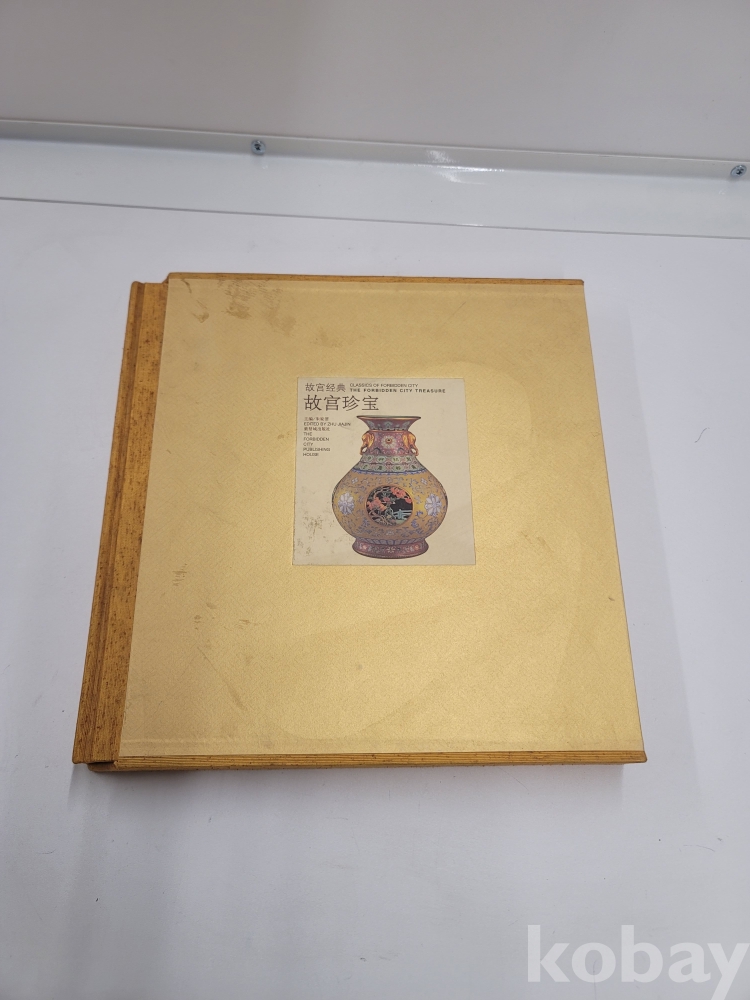 故宫经典 CLASSICS OF FORBIDDEN CITY
THE FORBIDDEN CITY TREASURE
故宫珍宝
EDITED BY ZHU JIAJIN
THE
FORBIDDEN
CITY
PUBLISHING
HOUSE
kobay